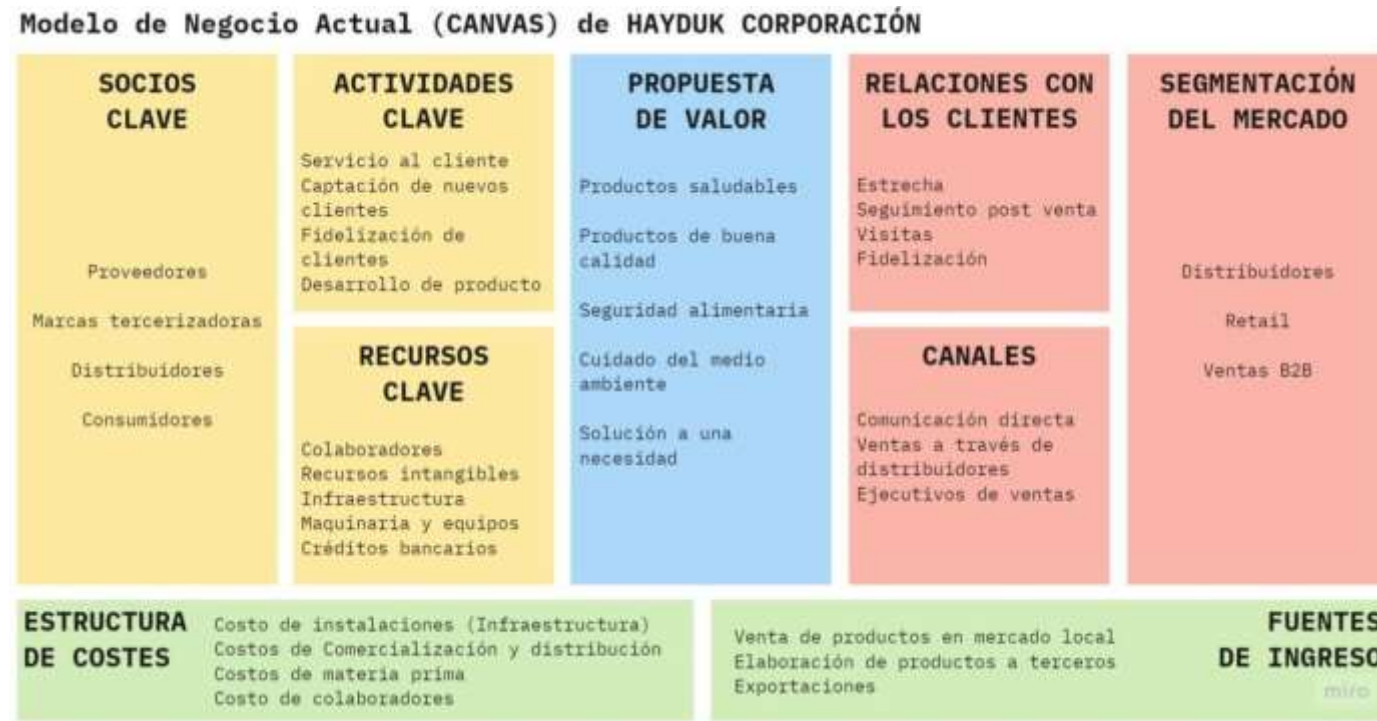 Modelo de Negocio Actual (CANVAS) de HAYDUK CORPORACIÓN
SOCIOS
CLAVE
Proveedores
Marcas tercerizadoras
Distribuidores
Consumidores
ACTIVIDADES
CLAVE
Servicio al cliente
Captación de nuevos
clientes
Fidelización de
clientes
Desarrollo de producto
RECURSOS
CLAVE
Colaboradores
Recursos intangibles
Infraestructura
Maquinaria y equipos
Créditos bancarios
PROPUESTA
DE VALOR
Productos saludables
Productos de buena
calidad
Seguridad alimentaria
Cuidado del medio
ambiente
Solución a una
necesidad
RELACIONES CON
LOS CLIENTES
Estrecha
Seguimiento post venta
Visitas
Fidelización
CANALES
Comunicación directa
Ventas a través de
distribuidores
Ejecutivos de ventas
SEGMENTACIÓN
DEL MERCADO
Distribuidores
Retail
Ventas B2B
ESTRUCTURA
DE COSTES
Costo de instalaciones (Infraestructura)
Costos de Comercialización y distribución
Costos de materia prima
Costo de colaboradores
FUENTES
DE INGRESO
Venta de productos en mercado local
Elaboración de productos a terceros
Exportaciones
miro